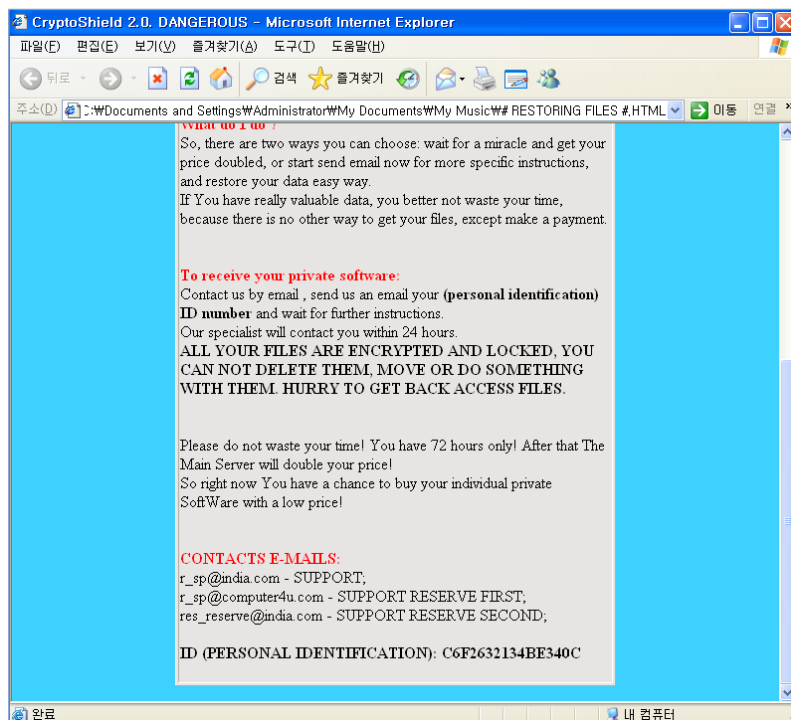 CryptoShield 2.0. DANGEROUS - Microsoft Internet Explorer
파일(F) 편집(E) 보기(V) 즐겨찾기(A) 도구(T) 도움말(H)
뒤로 검색 즐겨찾기
주소(D) C:₩Documents and Settings₩Administrator₩My Documents₩My Music₩# RESTORING FILES #.HTML 이동 연결 »
What do I do ?
So, there are two ways you can choose: wait for a miracle and get your
price doubled, or start send email now for more specific instructions,
and restore your data easy way.
If You have really valuable data, you better not waste your time,
because there is no other way to get your files, except make a payment.
To receive your private software:
Contact us by email , send us an email your (personal identification)
ID number and wait for further instructions.
Our specialist will contact you within 24 hours.
ALL YOUR FILES ARE ENCRYPTED AND LOCKED, YOU
CAN NOT DELETE THEM, MOVE OR DO SOMETHING
WITH THEM. HURRY TO GET BACK ACCESS FILES.
Please do not waste your time! You have 72 hours only! After that The
Main Server will double your price!
So right now You have a chance to buy your individual private
SoftWare with a low price!
CONTACTS E-MAILS:
r_sp@india.com - SUPPORT;
r_sp@computer4u.com - SUPPORT RESERVE FIRST;
res_reserve@india.com - SUPPORT RESERVE SECOND;
ID (PERSONAL IDENTIFICATION): C6F2632134BE340C
완료 내 컴퓨터